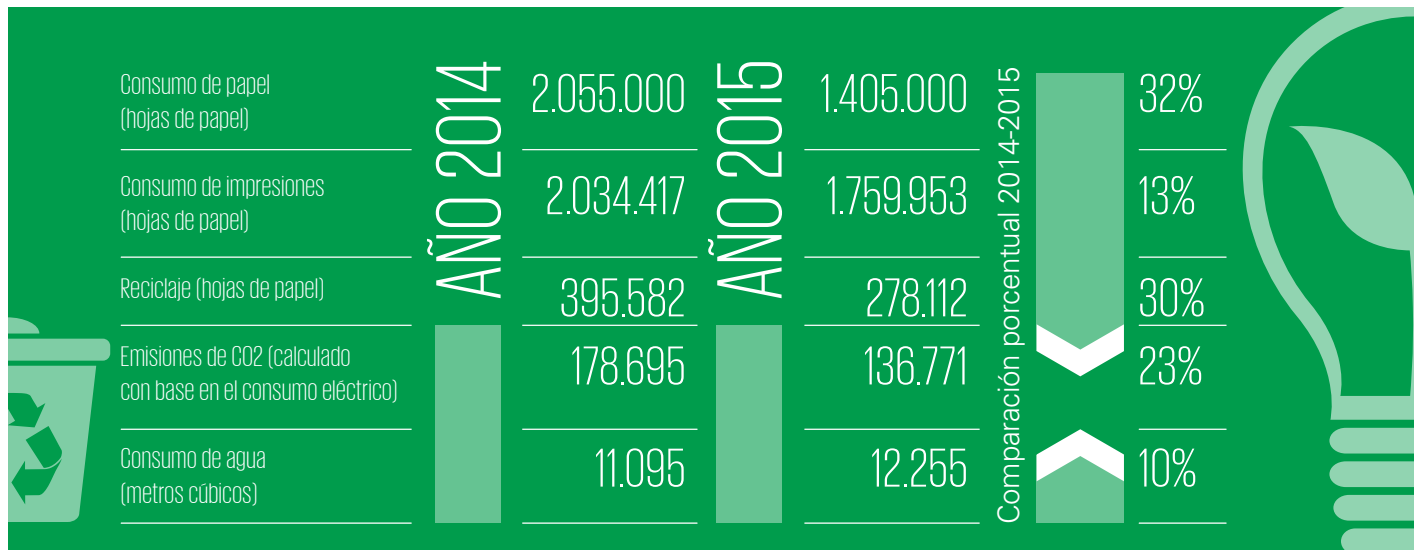 Consumo de papel
(hojas de papel)
Consumo de impresiones
(hojas de papel)
Reciclaje (hojas de papel)
Emisiones de CO2 (calculado
con base en el consumo eléctrico)
Consumo de agua
(metros cúbicos)
AÑO 2014
2.055.000
2.034.417
395.582
178.695
11.095
AÑO 2015
1.405.000
1.759.953
278.112
136.771
12.255
Comparación porcentual 2014-2015
32%
13%
30%
23%
10%